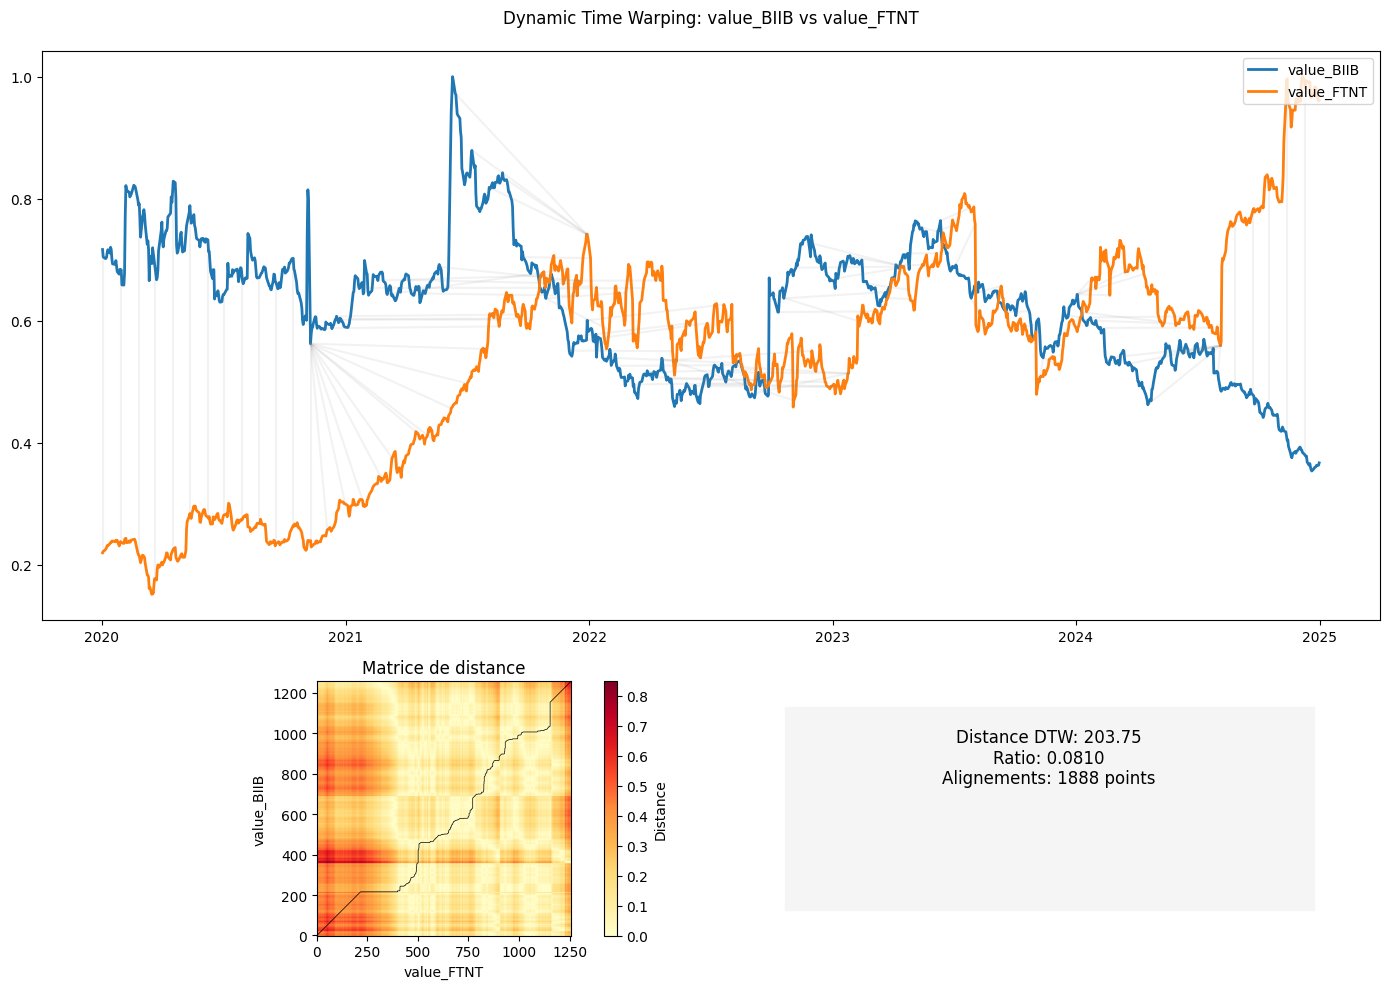 Dynamic Time Warping: value_BIIB vs value_FTNT
value_BIIB
value_FTNT
1.0
0.8
0.6
0.4
0.2
2020 2021 2022 2023 2024 2025
Matrice de distance
value_BIIB
1200
1000
800
600
400
200
0
0 250 500 750 1000 1250
value_FTNT
0.8
0.7
0.6
0.5
0.4
0.3
0.2
0.1
0.0
Distance
Distance DTW: 203.75
Ratio: 0.0810
Alignements: 1888 points